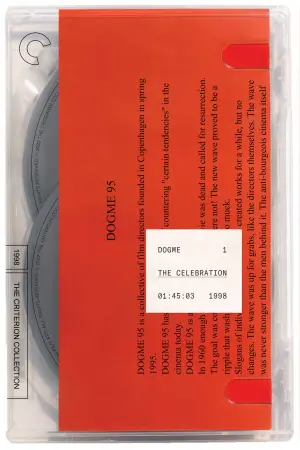 DOGME 95
DOGME 95 is a collective of film directors founded in Copenhagen in spring
1995.
DOGME 95 has countering "certain tendencies" in the
cinema today.
DOGME 95 is a
In 1960 enough was dead and called for resurrection.
The goal was co ere not! The new wave proved to be a
ripple that wash o muck.
Slogans of indiv created works for a while, but no
changes. The wave was up for grabs, like the directors themselves. The wave
was never stronger than the men behind it. The anti-bourgeois cinema itself
DOGME 1
THE CELEBRATION
01:45:03 1998
1998 THE CRITERION COLLECTION